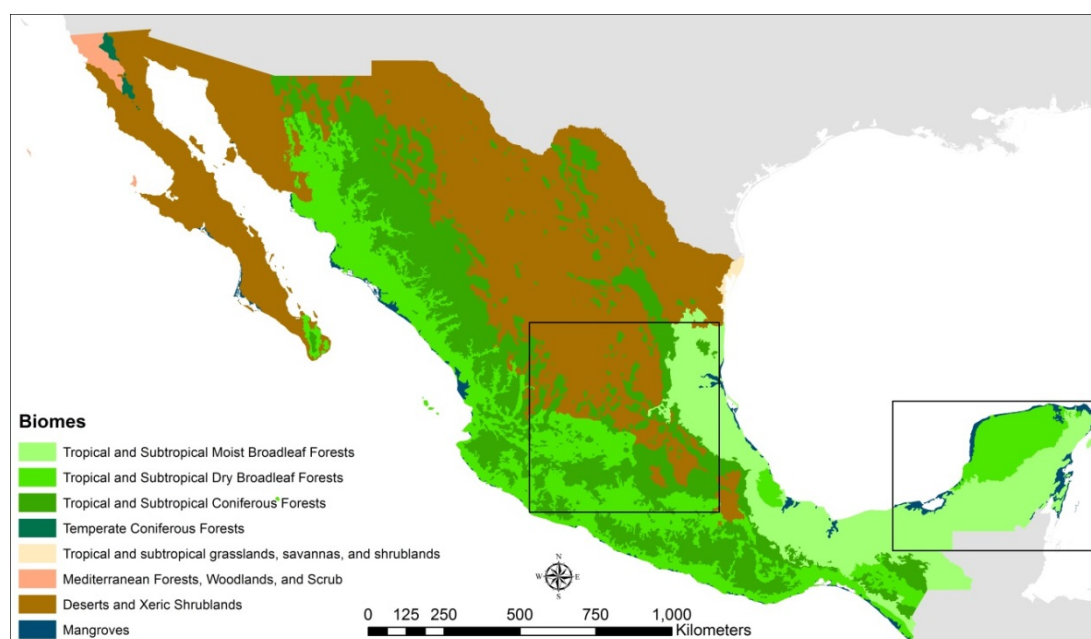 Biomes
Tropical and Subtropical Moist Broadleaf Forests
Tropical and Subtropical Dry Broadleaf Forests
Tropical and Subtropical Coniferous Forests
Temperate Coniferous Forests
Tropical and subtropical grasslands, savannas, and shrublands
Mediterranean Forests, Woodlands, and Scrub
Deserts and Xeric Shrublands
Mangroves
N
W E
S
0 125 250 500 750 1,000
Kilometers